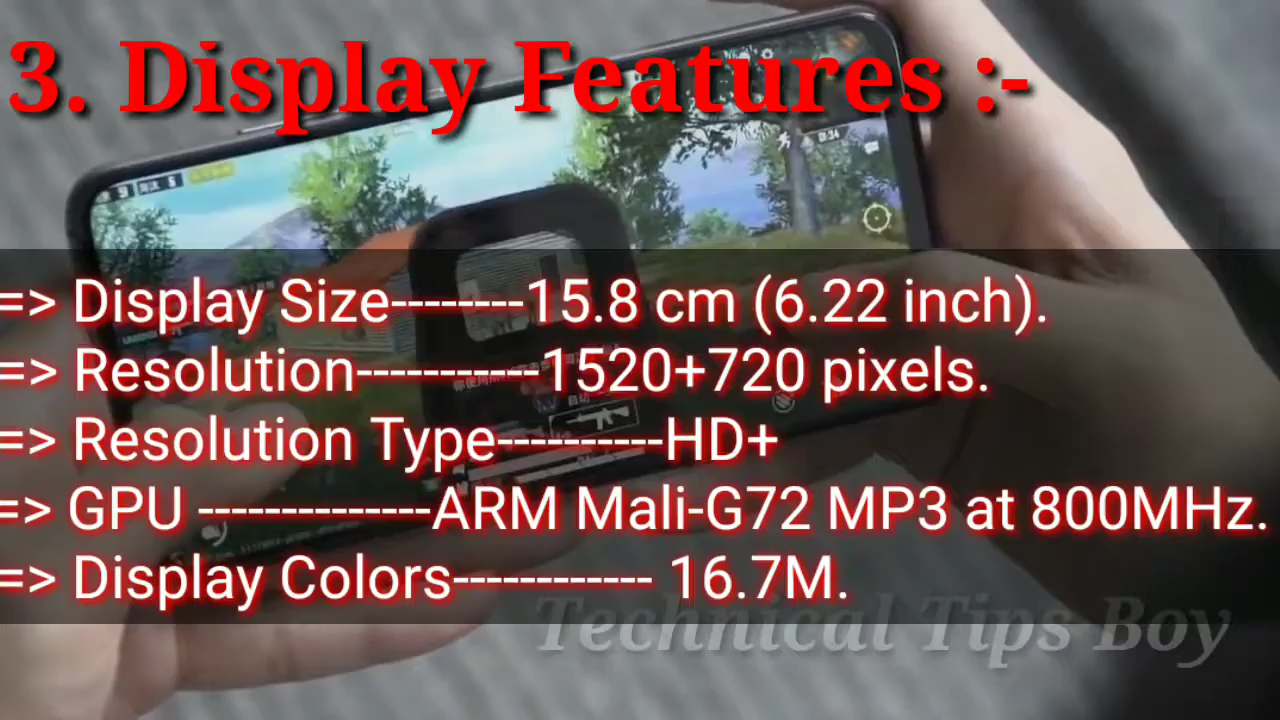 3. Display Features :-
=> Display Size--------15.8 cm (6.22 inch).
=> Resolution-----------1520+720 pixels.
=> Resolution Type----------HD+
=> GPU --------------ARM Mali-G72 MP3 at 800MHz.
=> Display Colors------------ 16.7M.
Technical Tips Boy